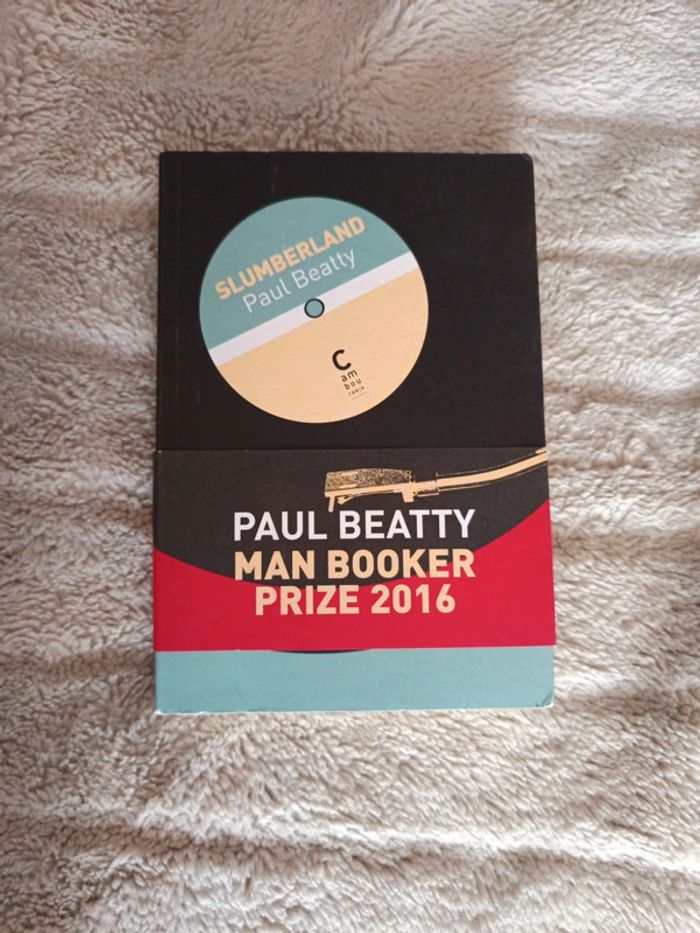 SLUMBERLAND
Paul Beatty
C
am
bou
rakis
PAUL BEATTY
MAN BOOKER
PRIZE 2016